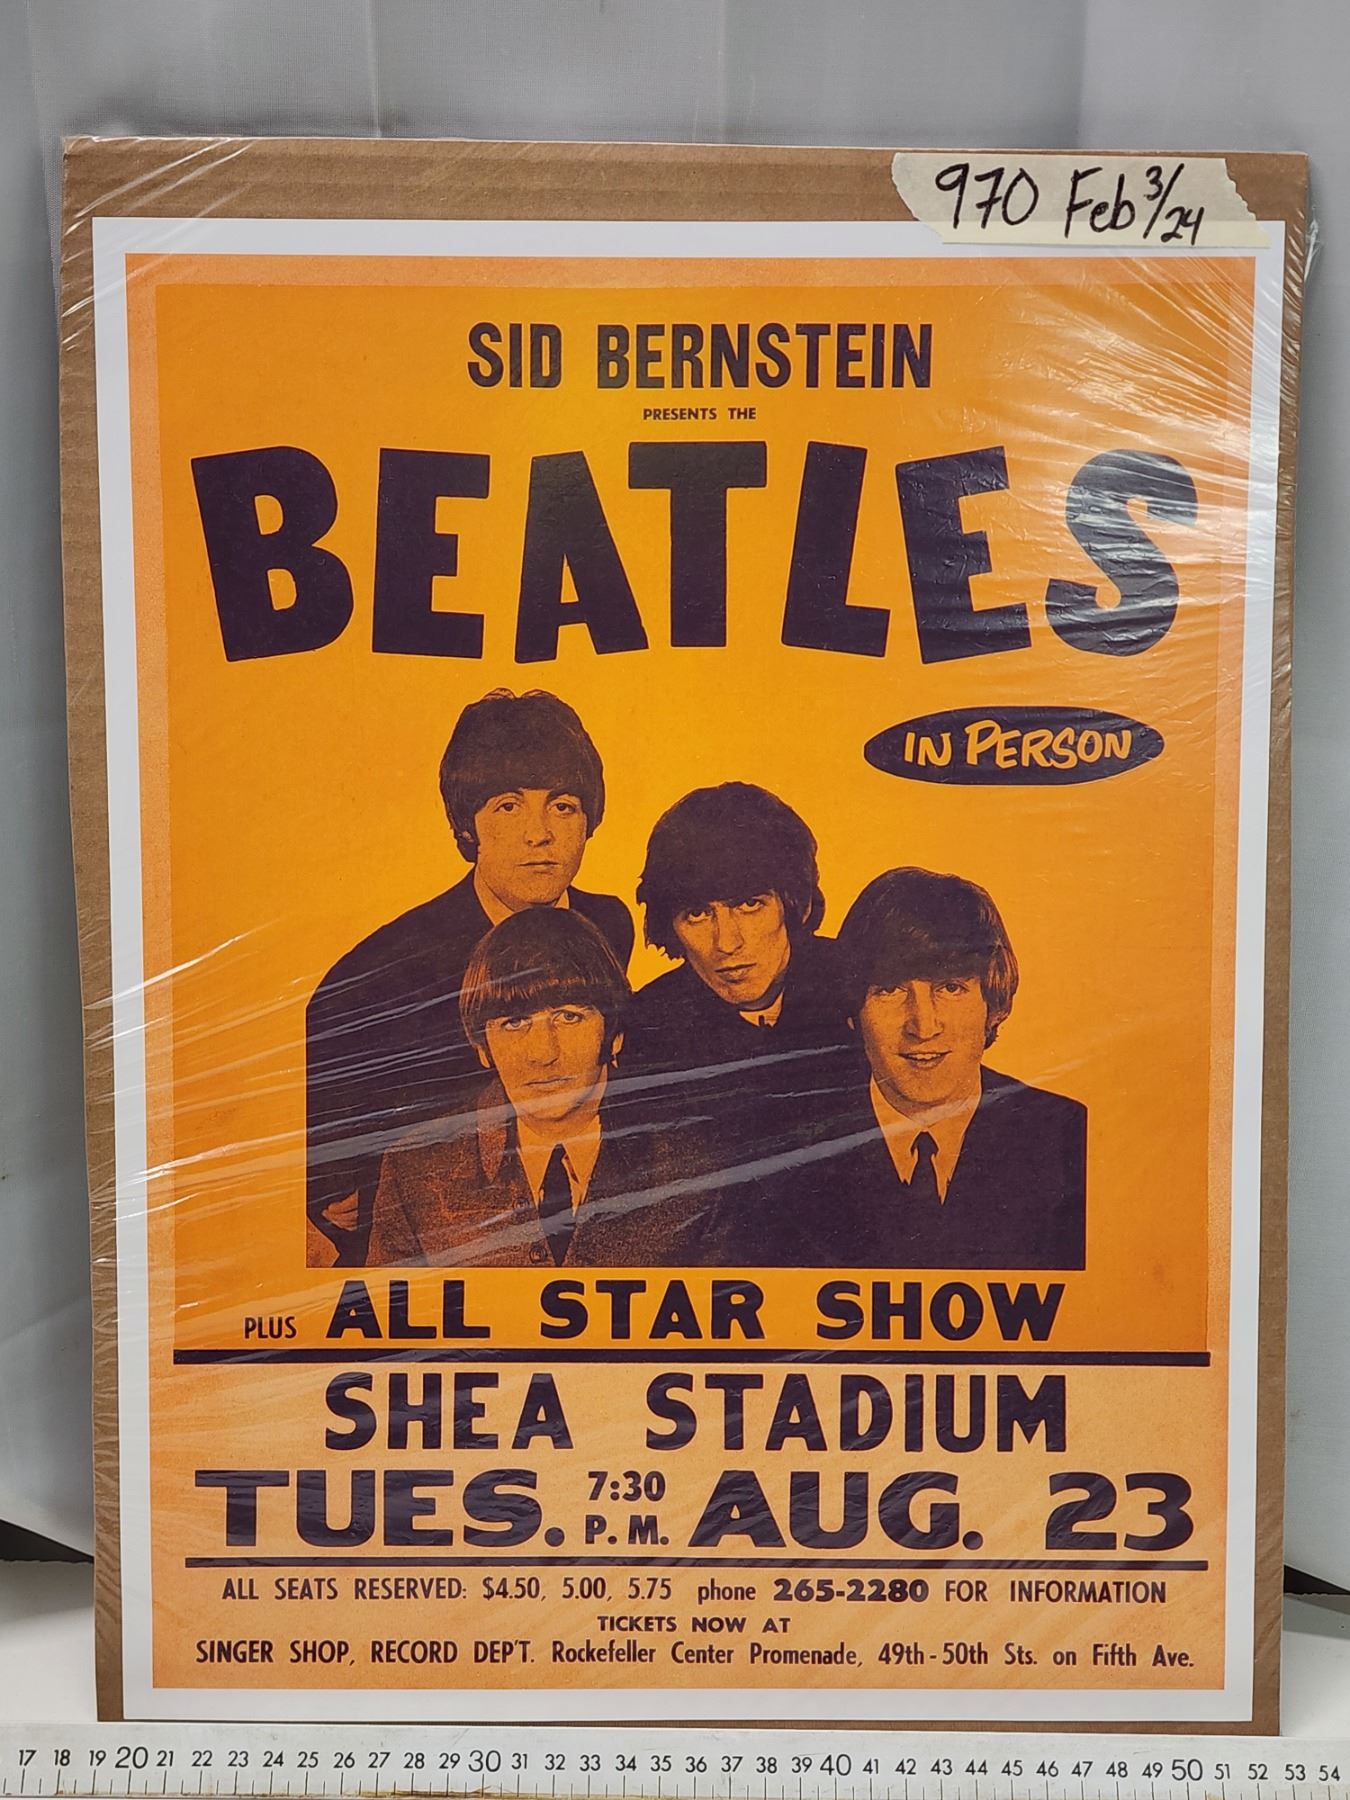 970 Feb 3/24
SID BERNSTEIN
PRESENTS THE
BEATLES
IN PERSON
PLUS ALL STAR SHOW
SHEA STADIUM
TUES. 7:30 P. M. AUG. 23
ALL SEATS RESERVED: $4.50, 5.00, 5.75 phone 265-2280 FOR INFORMATION
TICKETS NOW AT
SINGER SHOP, RECORD DEP'T. Rockefeller Center Promenade, 49th-50th Sts. on Fifth Ave.
17 18 19 20 21 22 23 24 25 26 27 28 29 30 31 32 33 34 35 36 37 38 39 40 41 42 43 44 45 46 47 48 49 50 51 52 53 54